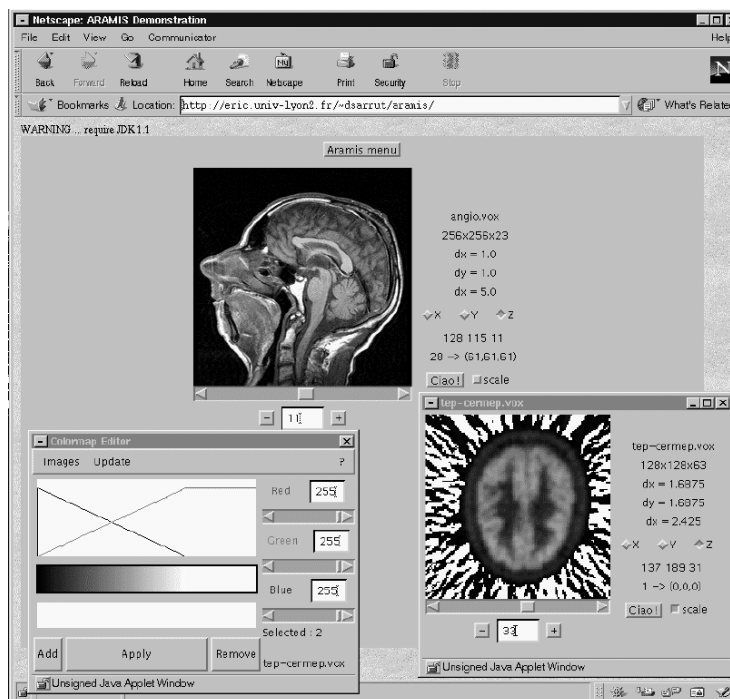 Netscape: ARAMIS Demonstration
File Edit View Go Communicator Help
Back Forward Reload Home Search Netscape Print Security Stop
My
N
Bookmarks Location: http://eric.univ-lyon2.fr/~dsarrut/aramis/ What's Related
WARNING ... require JDK1.1
Aramis menu
angio.vox
256x256x23
dx = 1.0
dy = 1.0
dx = 5.0
X Y Z
128 115 11
20 -> (61,61,61)
Ciao! scale
- 11 +
tep-cermep.vox
tep-cermep.vox
128x128x63
dx = 1.6875
dy = 1.6875
dx = 2.425
X Y Z
137 189 31
1 -> (0,0,0)
Ciao! scale
- 33 +
Unsigned Java Applet Window
Colormap Editor
Images Update ?
Red 255
Green 255
Blue 255
Selected : 2
Add Apply Remove
tep-cermep.vox
Unsigned Java Applet Window